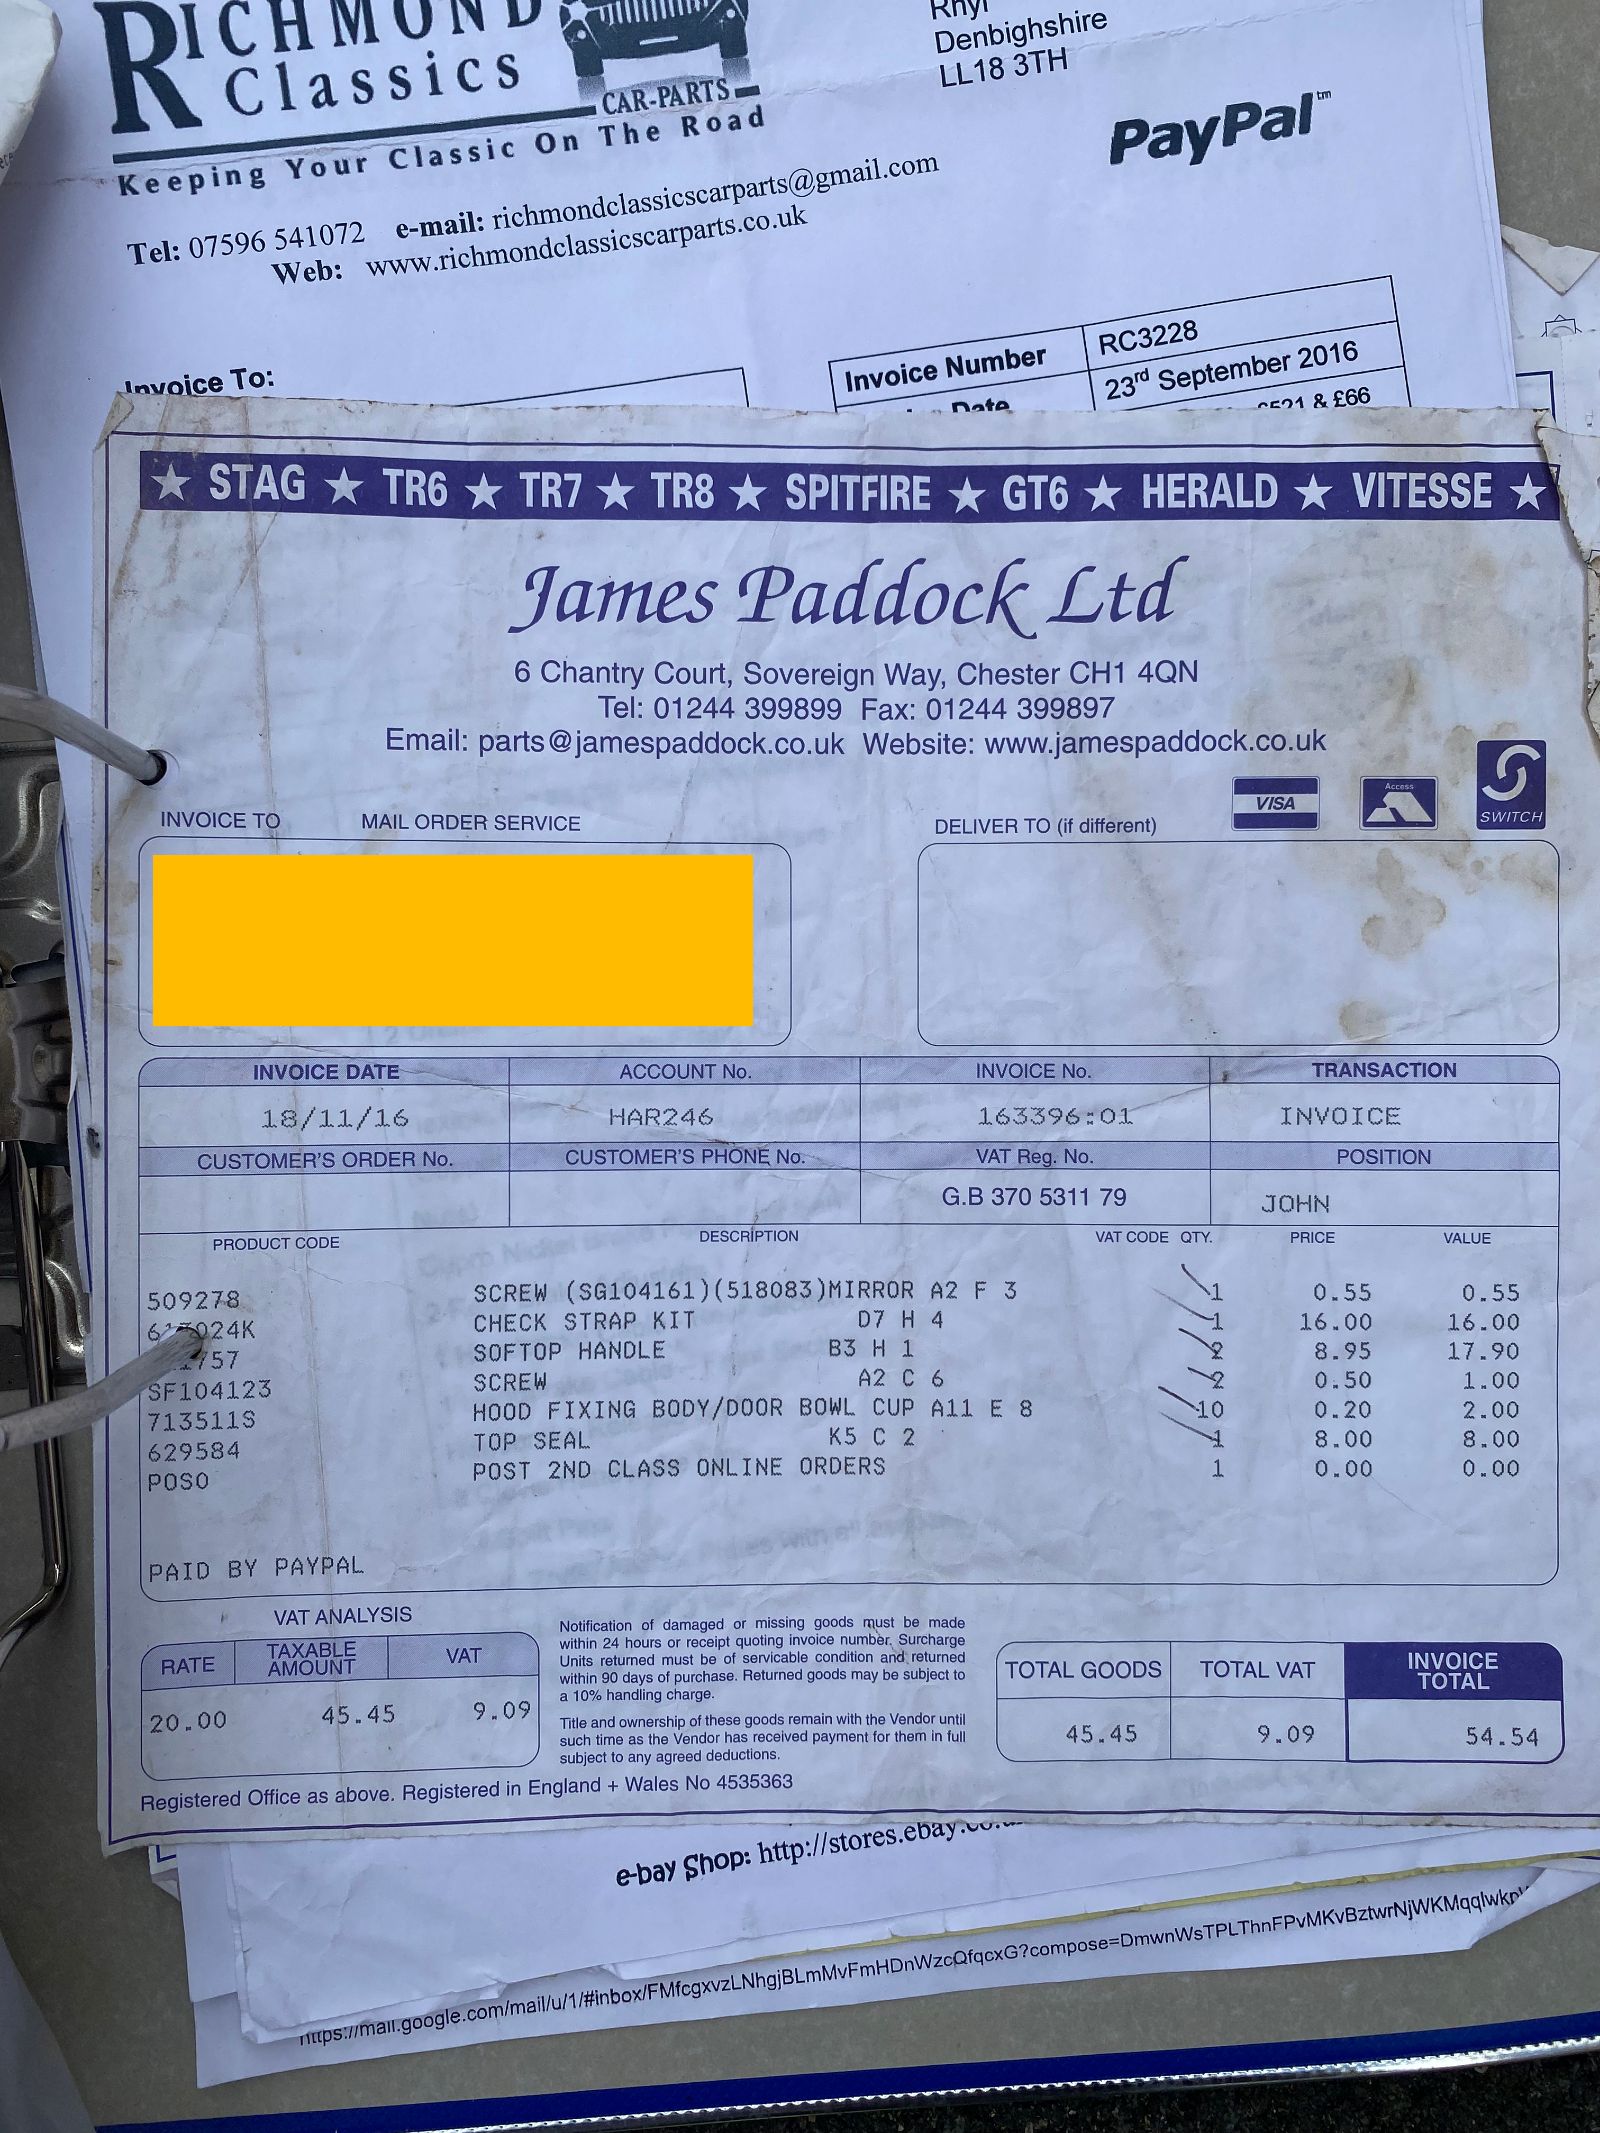 RICHMOND
Classics
CAR-PARTS
Keeping Your Classic On The Road
Tel: 07596 541072 e-mail: richmondclassicscarparts@gmail.com
Web: www.richmondclassicscarparts.co.uk
Rhyl
Denbighshire
LL18 3TH
PayPal™
Invoice To:
Invoice Number RC3228
Date 23rd September 2016
£521 & £66
★ STAG ★ TR6 ★ TR7 ★ TR8 ★ SPITFIRE ★ GT6 ★ HERALD ★ VITESSE ★
James Paddock Ltd
6 Chantry Court, Sovereign Way, Chester CH1 4QN
Tel: 01244 399899 Fax: 01244 399897
Email: parts@jamespaddock.co.uk Website: www.jamespaddock.co.uk
VISA Access SWITCH
INVOICE TO MAIL ORDER SERVICE DELIVER TO (if different)
INVOICE DATE ACCOUNT No. INVOICE No. TRANSACTION
18/11/16 HAR246 163396:01 INVOICE
CUSTOMER'S ORDER No. CUSTOMER'S PHONE No. VAT Reg. No. POSITION
G.B 370 5311 79 JOHN
PRODUCT CODE DESCRIPTION VAT CODE QTY. PRICE VALUE
509278 SCREW (SG104161)(518083)MIRROR A2 F 3 1 0.55 0.55
CHECK STRAP KIT D7 H 4 1 16.00 16.00
SOFTOP HANDLE B3 H 1 2 8.95 17.90
SF104123 SCREW A2 C 6 2 0.50 1.00
713511S HOOD FIXING BODY/DOOR BOWL CUP A11 E 8 10 0.20 2.00
629584 TOP SEAL K5 C 2 1 8.00 8.00
POSO POST 2ND CLASS ONLINE ORDERS 1 0.00 0.00
PAID BY PAYPAL
VAT ANALYSIS
RATE TAXABLE AMOUNT VAT
20.00 45.45 9.09
Notification of damaged or missing goods must be made
within 24 hours or receipt quoting invoice number. Surcharge
Units returned must be of servicable condition and returned
within 90 days of purchase. Returned goods may be subject to
a 10% handling charge.
Title and ownership of these goods remain with the Vendor until
such time as the Vendor has received payment for them in full
subject to any agreed deductions.
TOTAL GOODS TOTAL VAT INVOICE TOTAL
45.45 9.09 54.54
Registered Office as above. Registered in England + Wales No 4535363
e-bay Shop: http://stores.ebay.co.u
https://mail.google.com/mail/u/1/#inbox/FMfcgxvzLNhgjBLmMvFmHDnWzcQfqcxG?compose=DmwnWsTPLThnFPvMKvBztwrNjWKMqqlwkp